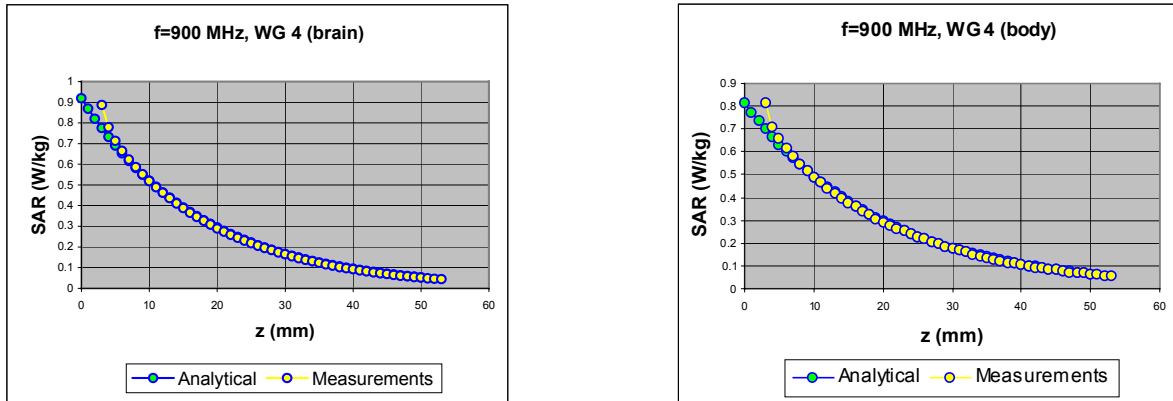 f=900 MHz, WG 4 (brain)
1
0.9
0.8
0.7
0.6
0.5
0.4
0.3
0.2
0.1
0
SAR (W/kg)
0 10 20 30 40 50 60
z (mm)
Analytical Measurements
f=900 MHz, WG 4 (body)
0.9
0.8
0.7
0.6
0.5
0.4
0.3
0.2
0.1
0
SAR (W/kg)
0 10 20 30 40 50 60
z (mm)
Analytical Measurements